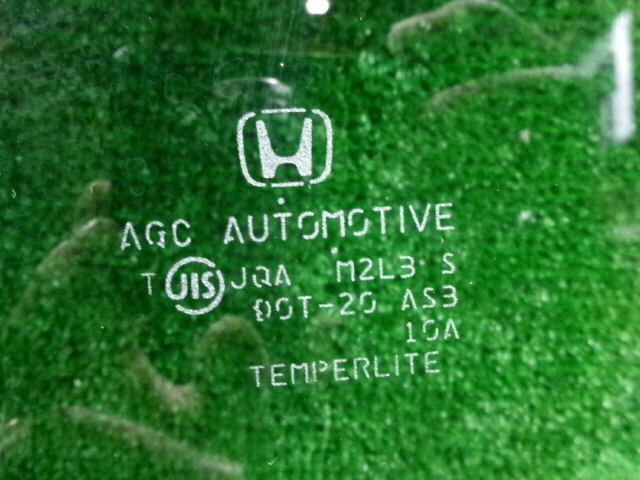 AGC AUTOMOTIVE
T JIS JQA M2L3 S
DOT-20 AS3
10A
TEMPERLITE